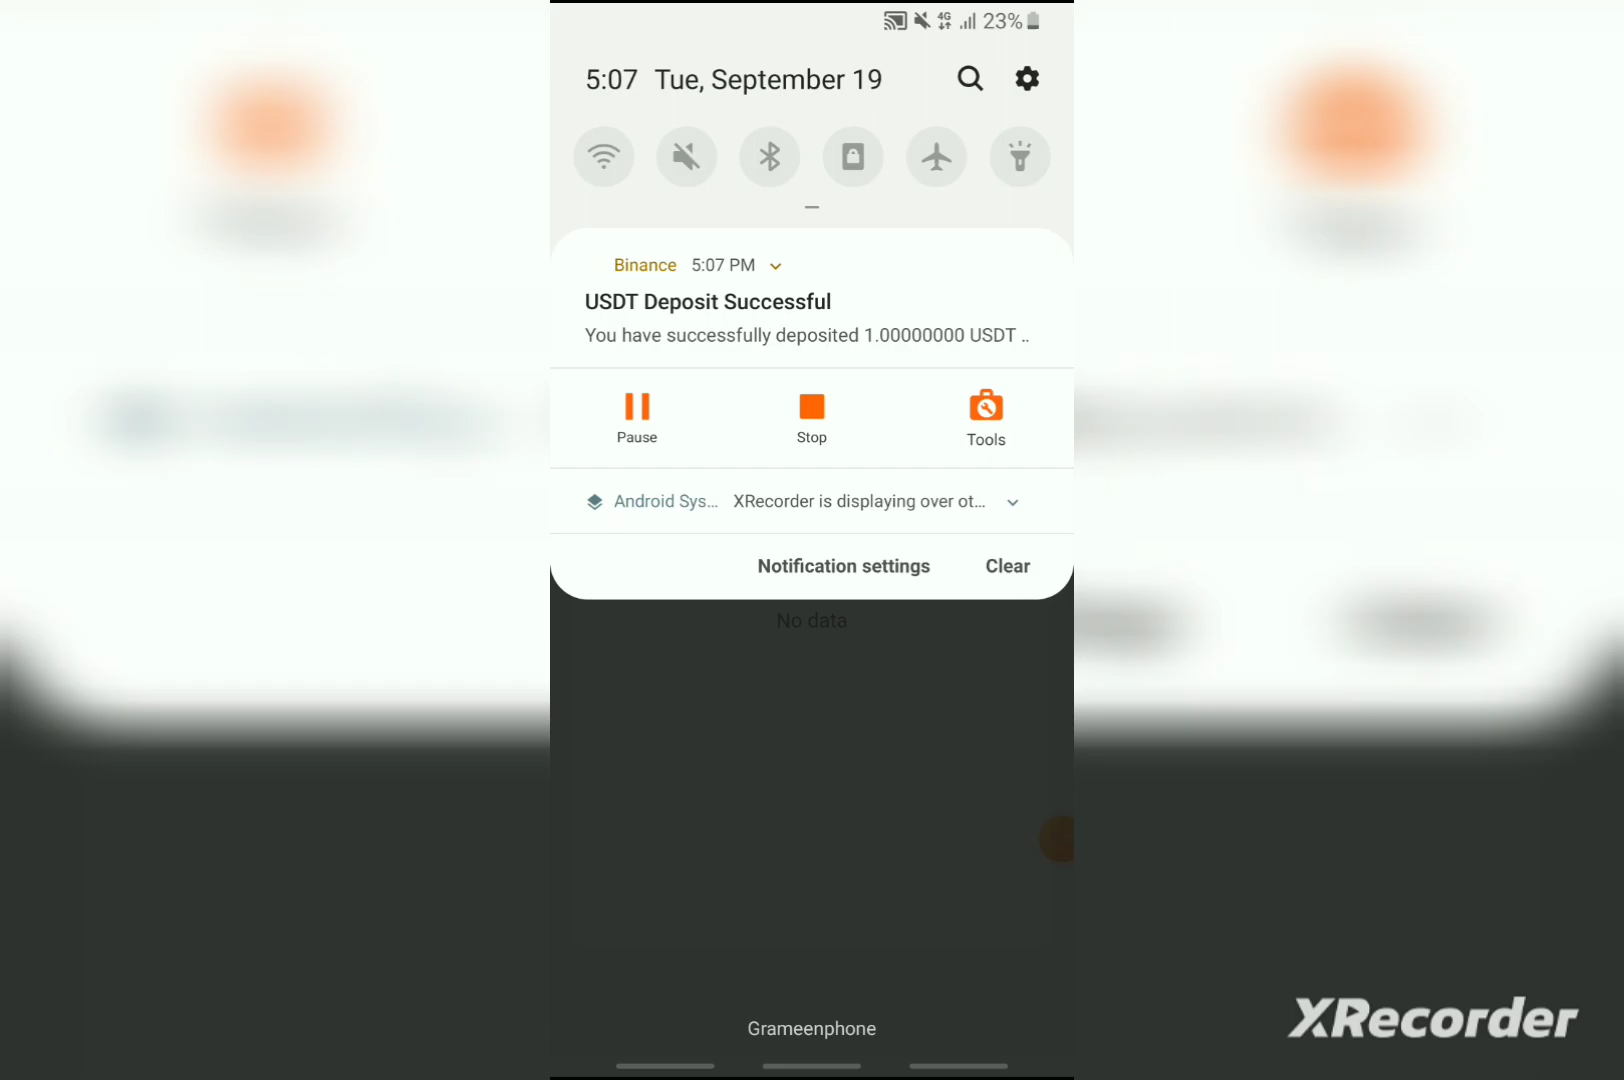 4G 23%
5:07 Tue, September 19
Binance 5:07 PM
USDT Deposit Successful
You have successfully deposited 1.00000000 USDT ..
Pause Stop Tools
Android Sys... XRecorder is displaying over ot...
Notification settings Clear
No data
Grameenphone
XRecorder